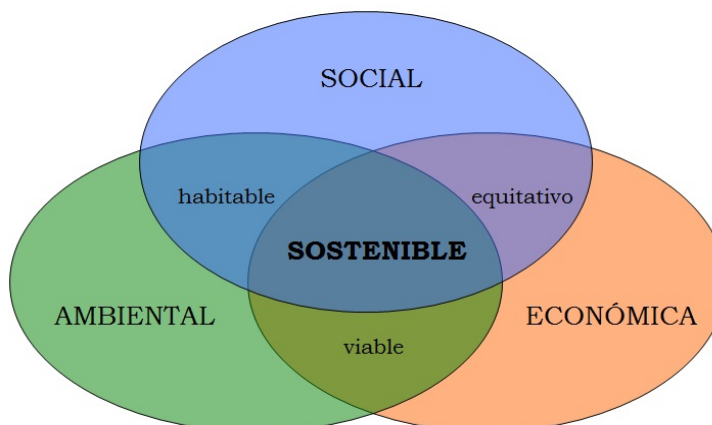 SOCIAL
habitable
equitativo
SOSTENIBLE
AMBIENTAL
ECONÓMICA
viable